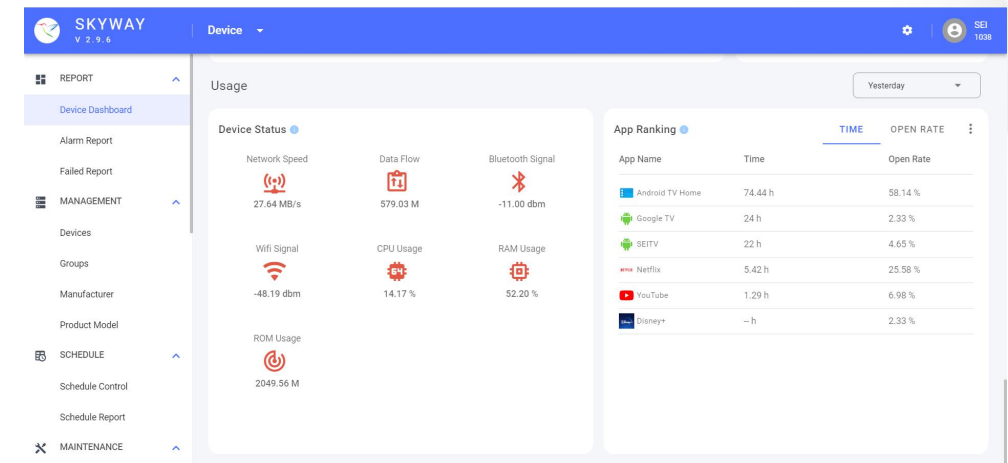 SKYWAY
V 2.9.6
Device
SEI
1038
REPORT
Device Dashboard
Alarm Report
Failed Report
MANAGEMENT
Devices
Groups
Manufacturer
Product Model
SCHEDULE
Schedule Control
Schedule Report
MAINTENANCE
Usage
Yesterday
Device Status
Network Speed
27.64 MB/s
Data Flow
579.03 M
Bluetooth Signal
-11.00 dbm
Wifi Signal
-48.19 dbm
CPU Usage
64
14.17 %
RAM Usage
52.20 %
ROM Usage
2049.56 M
App Ranking
TIME OPEN RATE
App Name Time Open Rate
Android TV Home 74.44 h 58.14 %
Google TV 24 h 2.33 %
SEITV 22 h 4.65 %
NETFLIX Netflix 5.42 h 25.58 %
YouTube 1.29 h 6.98 %
Disney+ Disney+ -- h 2.33 %